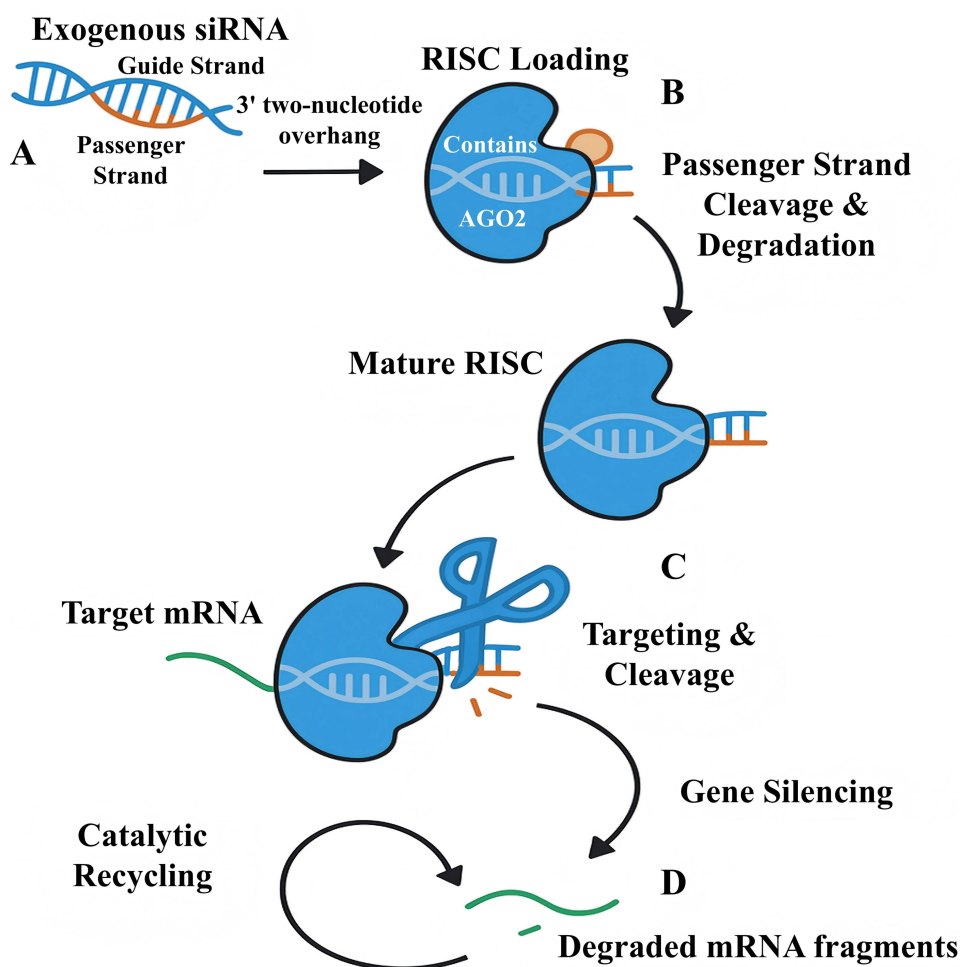 Exogenous siRNA
Guide Strand
3' two-nucleotide
overhang
A
Passenger
Strand
RISC Loading
B
Contains
AGO2
Passenger Strand
Cleavage &
Degradation
Mature RISC
C
Target mRNA
Targeting &
Cleavage
Gene Silencing
Catalytic
Recycling
D
Degraded mRNA fragments